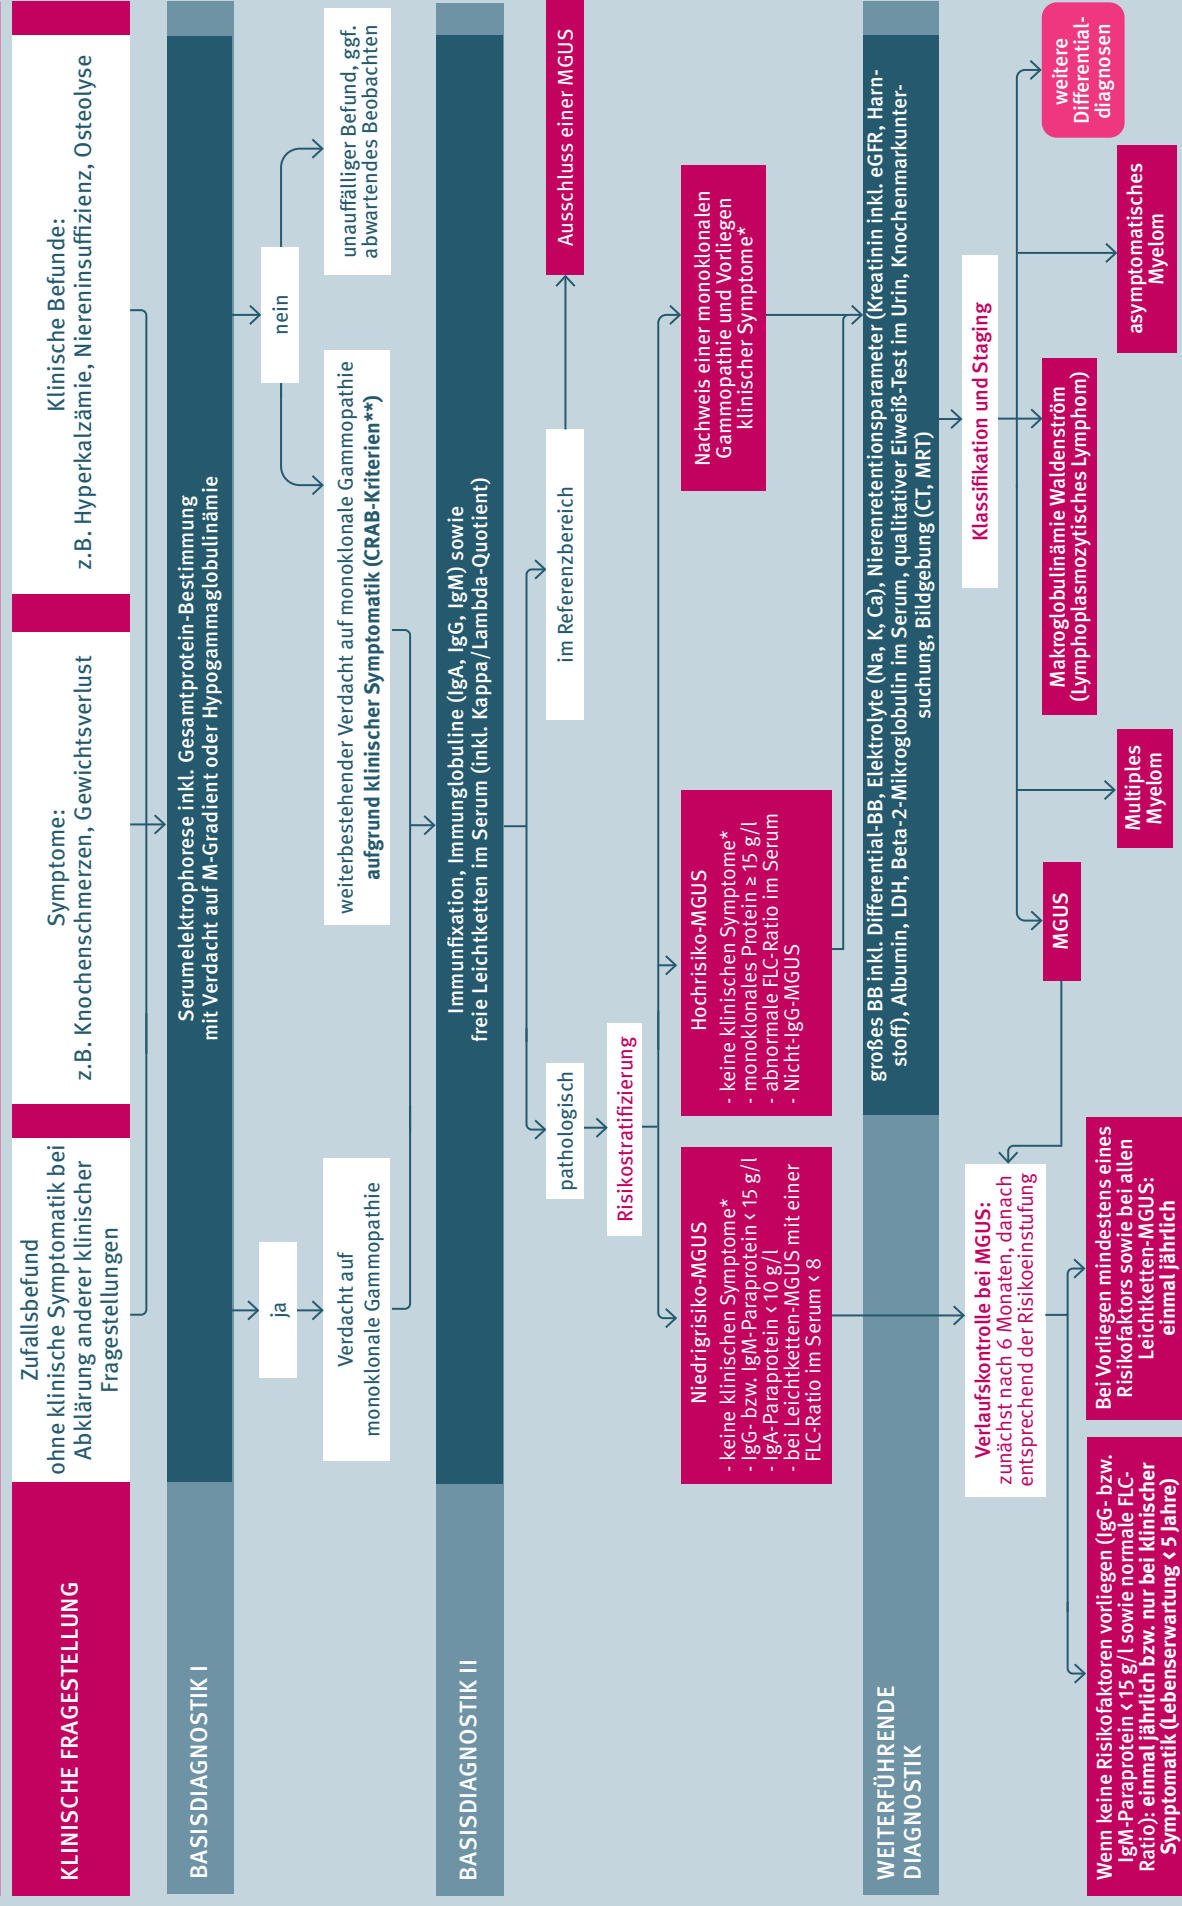 KLINISCHE FRAGESTELLUNG
Zufallsbefund
ohne klinische Symptomatik bei
Abklärung anderer klinischer
Fragestellungen
Symptome:
z.B. Knochenschmerzen, Gewichtsverlust
Klinische Befunde:
z.B. Hyperkalzämie, Niereninsuffizienz, Osteolyse
BASISDIAGNOSTIK I
Serumelektrophorese inkl. Gesamtprotein-Bestimmung
mit Verdacht auf M-Gradient oder Hypogammaglobulinämie
ja
nein
Verdacht auf
monoklonale Gammopathie
weiterbestehender Verdacht auf monoklonale Gammopathie
aufgrund klinischer Symptomatik (CRAB-Kriterien**)
unauffälliger Befund, ggf.
abwartendes Beobachten
BASISDIAGNOSTIK II
Immunfixation, Immunglobuline (IgA, IgG, IgM) sowie
freie Leichtketten im Serum (inkl. Kappa/Lambda-Quotient)
pathologisch
im Referenzbereich
Ausschluss einer MGUS
Risikostratifizierung
Niedrigrisiko-MGUS
- keine klinischen Symptome*
- IgG- bzw. IgM-Paraprotein < 15 g/l
- IgA-Paraprotein < 10 g/l
- bei Leichtketten-MGUS mit einer
FLC-Ratio im Serum < 8
Hochrisiko-MGUS
- keine klinischen Symptome*
- monoklonales Protein ≥ 15 g/l
- abnormale FLC-Ratio im Serum
- Nicht-IgG-MGUS
Nachweis einer monoklonalen
Gammopathie und Vorliegen
klinischer Symptome*
WEITERFÜHRENDE
DIAGNOSTIK
großes BB inkl. Differential-BB, Elektrolyte (Na, K, Ca), Nierenretentionsparameter (Kreatinin inkl. eGFR, Harn-
stoff), Albumin, LDH, Beta-2-Mikroglobulin im Serum, qualitativer Eiweiß-Test im Urin, Knochenmarkunter-
suchung, Bildgebung (CT, MRT)
Verlaufskontrolle bei MGUS:
zunächst nach 6 Monaten, danach
entsprechend der Risikoeinstufung
Klassifikation und Staging
MGUS
Multiples
Myelom
Makroglobulinämie Waldenström
(Lymphoplasmozytisches Lymphom)
asymptomatisches
Myelom
weitere
Differential-
diagnosen
Wenn keine Risikofaktoren vorliegen (IgG- bzw.
IgM-Paraprotein < 15 g/l sowie normale FLC-
Ratio): einmal jährlich bzw. nur bei klinischer
Symptomatik (Lebenserwartung < 5 Jahre)
Bei Vorliegen mindestens eines
Risikofaktors sowie bei allen
Leichtketten-MGUS:
einmal jährlich